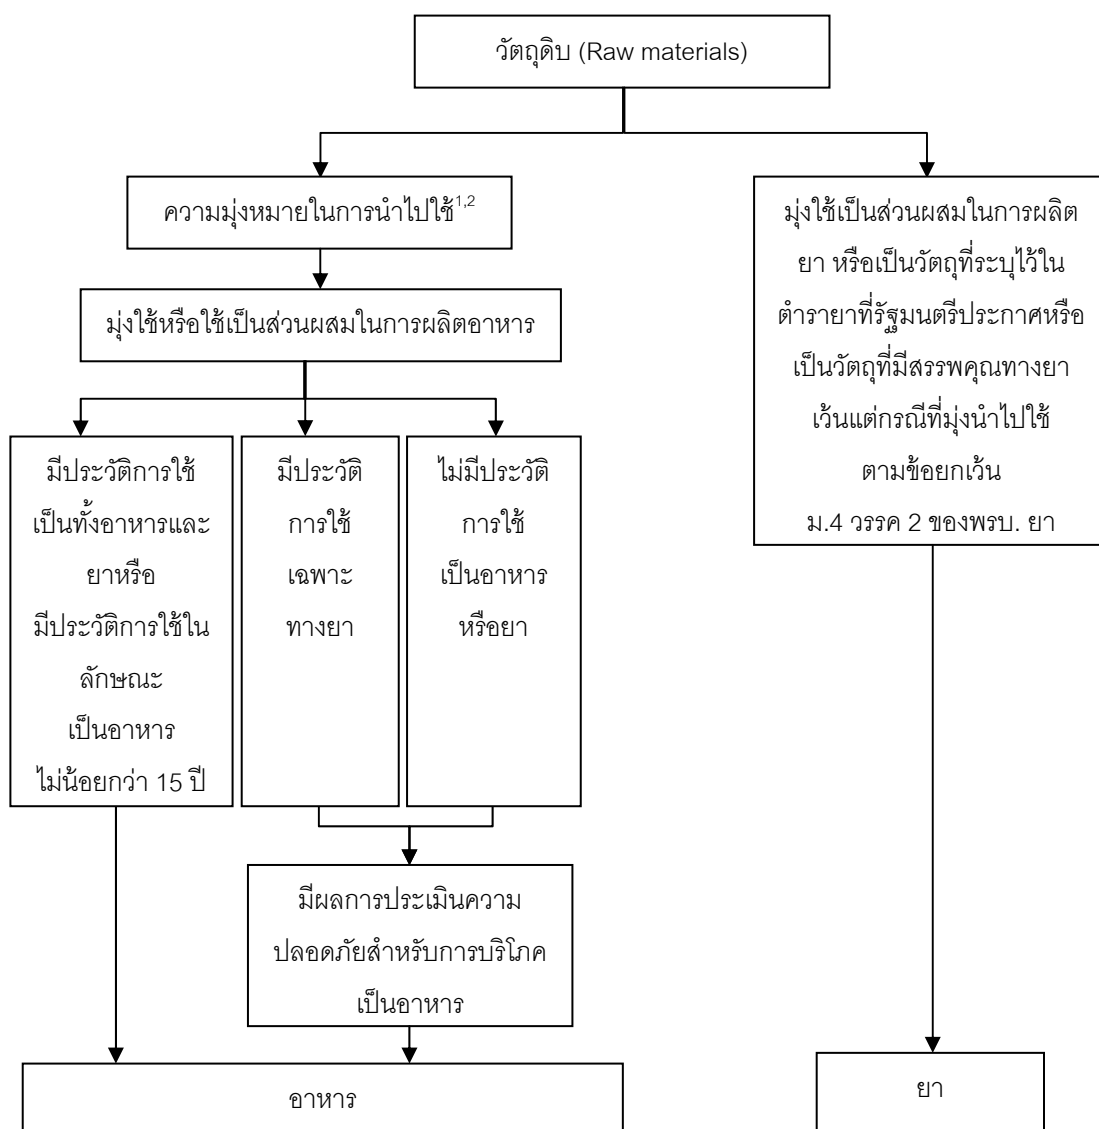 วัตถุดิบ (Raw materials)
ความมุ่งหมายในการนำไปใช้1,2
มุ่งใช้หรือใช้เป็นส่วนผสมในการผลิตอาหาร
มุ่งใช้เป็นส่วนผสมในการผลิต
ยา หรือเป็นวัตถุที่ระบุไว้ใน
ตำรายาที่รัฐมนตรีประกาศหรือ
เป็นวัตถุที่มีสรรพคุณทางยา
เว้นแต่กรณีที่มุ่งนำไปใช้
ตามข้อยกเว้น
ม.4 วรรค 2 ของพรบ. ยา
มีประวัติการใช้
เป็นทั้งอาหารและ
ยาหรือ
มีประวัติการใช้ใน
ลักษณะ
เป็นอาหาร
ไม่น้อยกว่า 15 ปี
มีประวัติ
การใช้
เฉพาะ
ทางยา
ไม่มีประวัติ
การใช้
เป็นอาหาร
หรือยา
มีผลการประเมินความ
ปลอดภัยสำหรับการบริโภค
เป็นอาหาร
อาหาร
ยา